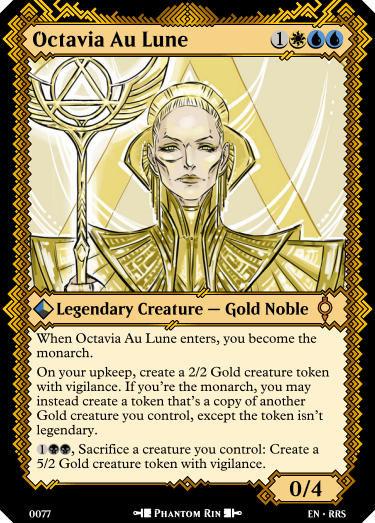 Octavia Au Lune 1
Legendary Creature — Gold Noble
When Octavia Au Lune enters, you become the
monarch.
On your upkeep, create a 2/2 Gold creature token
with vigilance. If you're the monarch, you may
instead create a token that's a copy of another
Gold creature you control, except the token isn't
legendary.
1, Sacrifice a creature you control: Create a
5/2 Gold creature token with vigilance.
0/4
0077 Phantom Rin EN • RRS